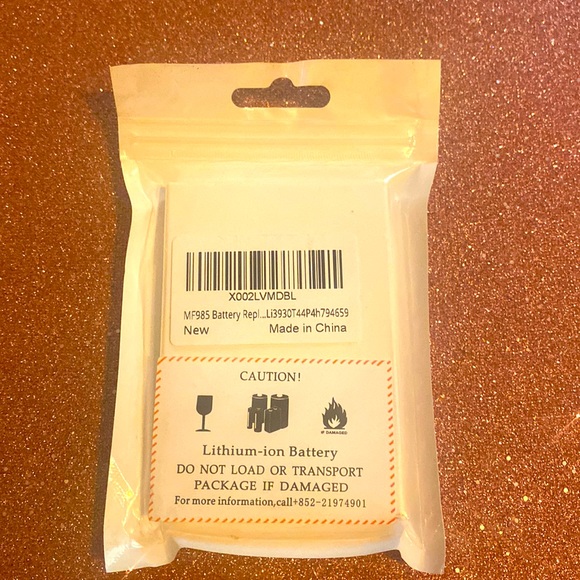 X002LVMDBL
MF985 Battery Repl...Li3930T44P4h794659
New Made in China
CAUTION!
IF DAMAGED
Lithium-ion Battery
DO NOT LOAD OR TRANSPORT
PACKAGE IF DAMAGED
For more information,call+852-21974901